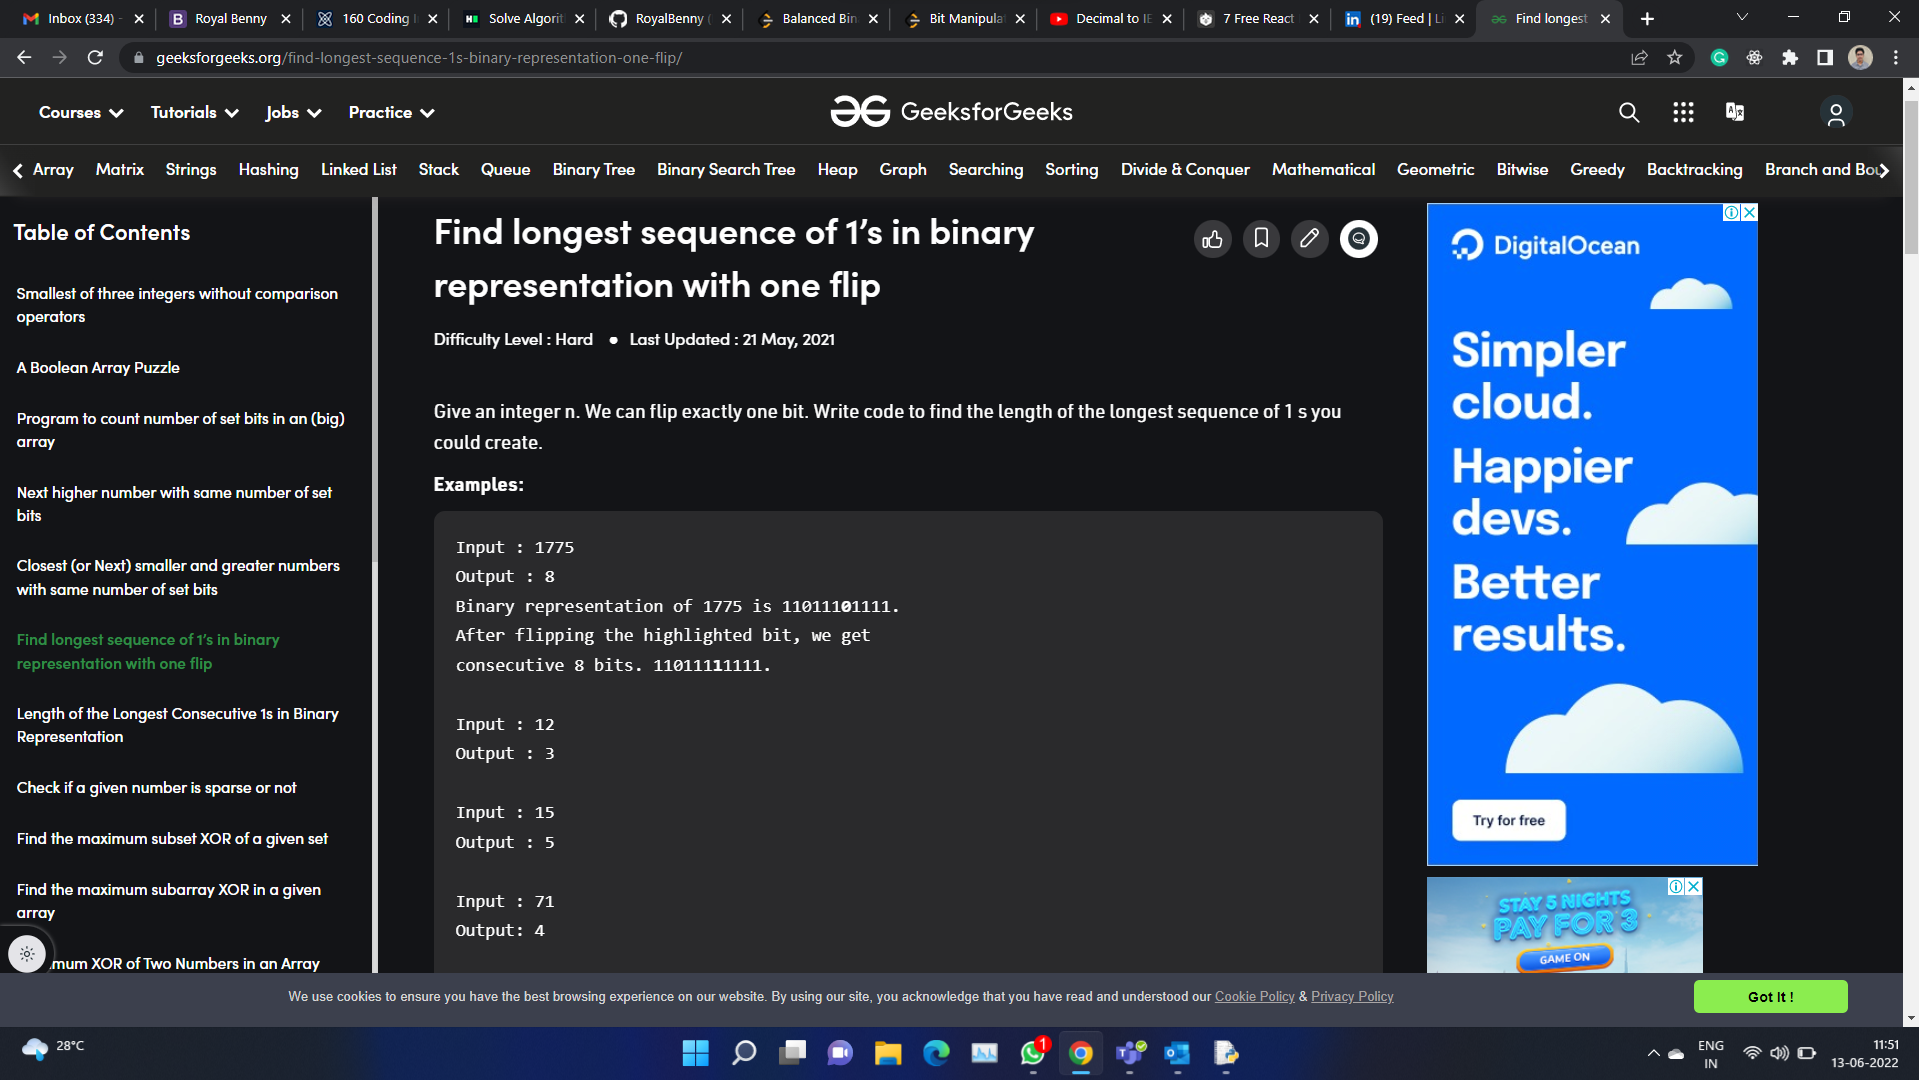 Inbox (334) -
Royal Benny
160 Coding I
Solve Algorit
RoyalBenny (
Balanced Bin
Bit Manipula
Decimal to IE
7 Free React
(19) Feed | Li
Find longest
geeksforgeeks.org/find-longest-sequence-1s-binary-representation-one-flip/
Courses
Tutorials
Jobs
Practice
GeeksforGeeks
Array
Matrix
Strings
Hashing
Linked List
Stack
Queue
Binary Tree
Binary Search Tree
Heap
Graph
Searching
Sorting
Divide & Conquer
Mathematical
Geometric
Bitwise
Greedy
Backtracking
Branch and Bou
Table of Contents
Smallest of three integers without comparison
operators
A Boolean Array Puzzle
Program to count number of set bits in an (big)
array
Next higher number with same number of set
bits
Closest (or Next) smaller and greater numbers
with same number of set bits
Find longest sequence of 1’s in binary
representation with one flip
Length of the Longest Consecutive 1s in Binary
Representation
Check if a given number is sparse or not
Find the maximum subset XOR of a given set
Find the maximum subarray XOR in a given
array
mum XOR of Two Numbers in an Array
Find longest sequence of 1’s in binary
representation with one flip
Difficulty Level : Hard ● Last Updated : 21 May, 2021
Give an integer n. We can flip exactly one bit. Write code to find the length of the longest sequence of 1 s you
could create.
Examples:
Input : 1775
Output : 8
Binary representation of 1775 is 11011101111.
After flipping the highlighted bit, we get
consecutive 8 bits. 11011111111.
Input : 12
Output : 3
Input : 15
Output : 5
Input : 71
Output: 4
DigitalOcean
Simpler
cloud.
Happier
devs.
Better
results.
Try for free
STAY 5 NIGHTS
PAY FOR 3
GAME ON
We use cookies to ensure you have the best browsing experience on our website. By using our site, you acknowledge that you have read and understood our Cookie Policy & Privacy Policy
Got It !
28°C
1
ENG
IN
11:51
13-06-2022